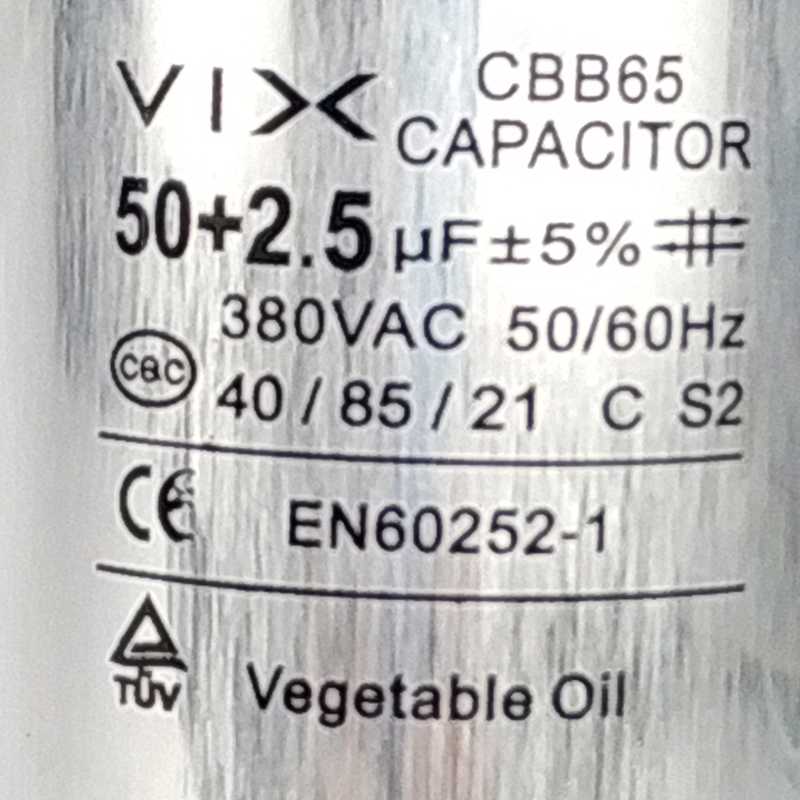 VIX CBB65
CAPACITOR
50+2.5 μF±5%
380VAC 50/60Hz
CQC 40/85/21 C S2
CE EN60252-1
TÜV Vegetable Oil